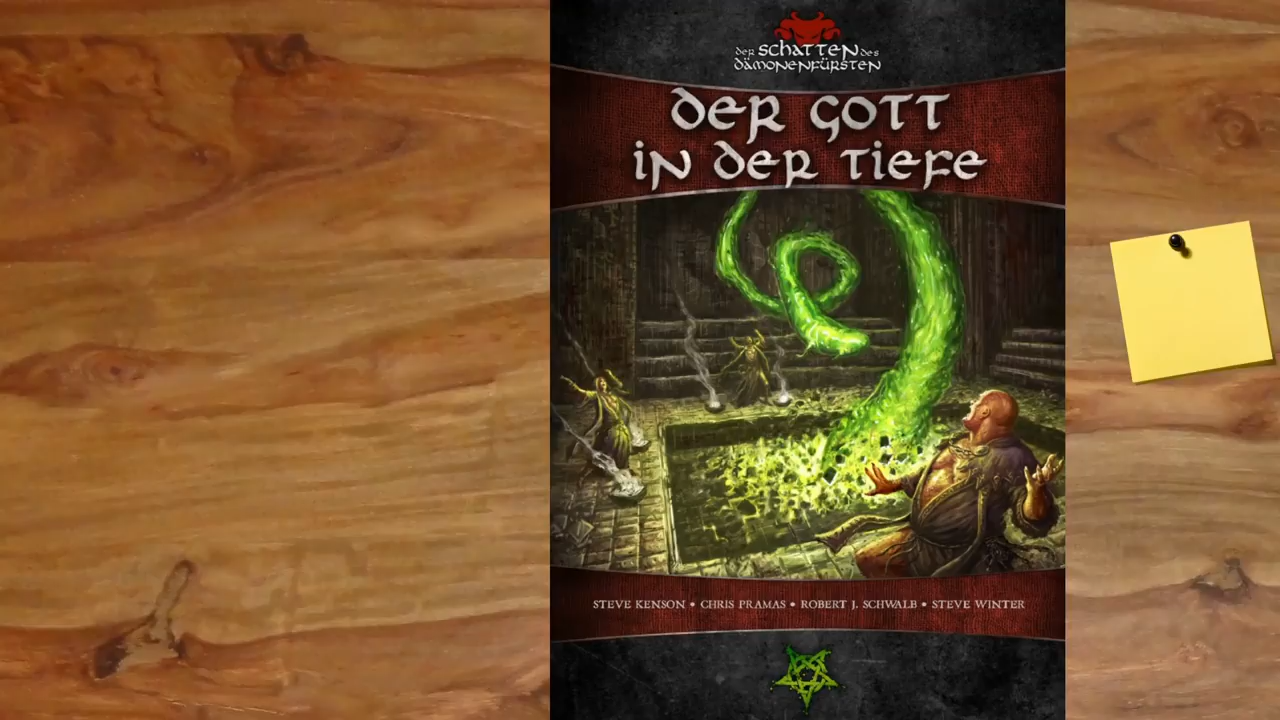 der schatten des
dämonenfürsten
der gott
in der tiefe
STEVE KENSON • CHRIS PRAMAS • ROBERT J. SCHWALB • STEVE WINTER